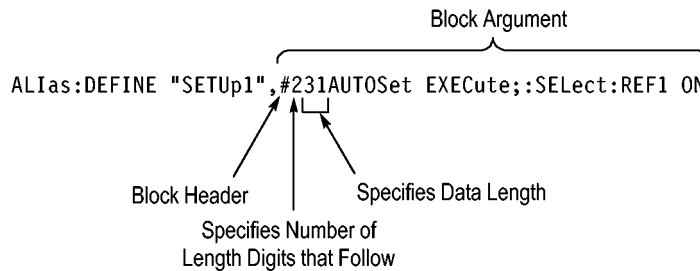 Block Argument
ALIas:DEFINE "SETUp1",#231AUTOSet EXECute;:SELect:REF1 ON
Block Header
Specifies Data Length
Specifies Number of
Length Digits that Follow